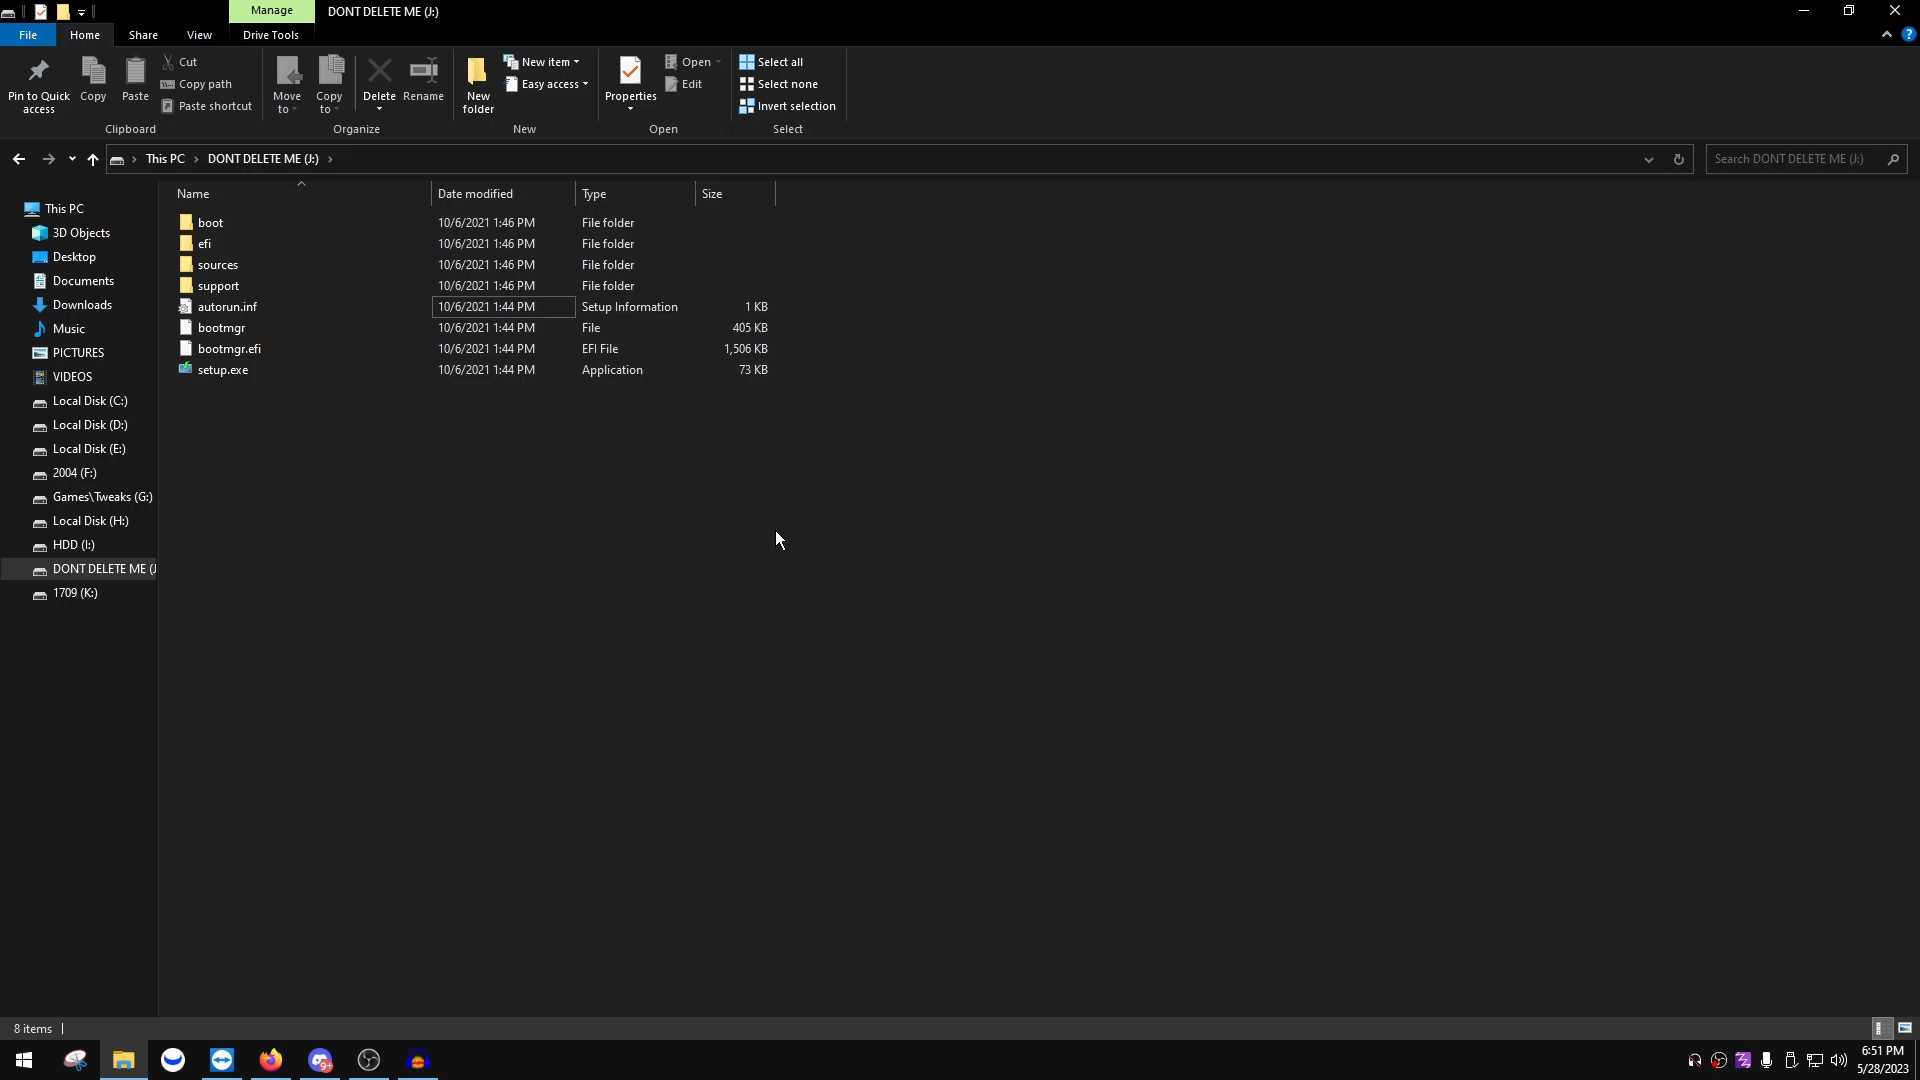 Manage DONT DELETE ME (J:)
File Home Share View Drive Tools
Pin to Quick access
Copy
Paste
Cut
Copy path
Paste shortcut
Clipboard
Move to
Copy to
Delete
Rename
Organize
New folder
New item
Easy access
New
Properties
Open
Edit
Open
Select all
Select none
Invert selection
Select
This PC DONT DELETE ME (J:)
Search DONT DELETE ME (J:)
This PC
3D Objects
Desktop
Documents
Downloads
Music
PICTURES
VIDEOS
Local Disk (C:)
Local Disk (D:)
Local Disk (E:)
2004 (F:)
Games\Tweaks (G:)
Local Disk (H:)
HDD (I:)
DONT DELETE ME (J
1709 (K:)
Name Date modified Type Size
boot 10/6/2021 1:46 PM File folder
efi 10/6/2021 1:46 PM File folder
sources 10/6/2021 1:46 PM File folder
support 10/6/2021 1:46 PM File folder
autorun.inf 10/6/2021 1:44 PM Setup Information 1 KB
bootmgr 10/6/2021 1:44 PM File 405 KB
bootmgr.efi 10/6/2021 1:44 PM EFI File 1,506 KB
setup.exe 10/6/2021 1:44 PM Application 73 KB
8 items
9+
6:51 PM
5/28/2023